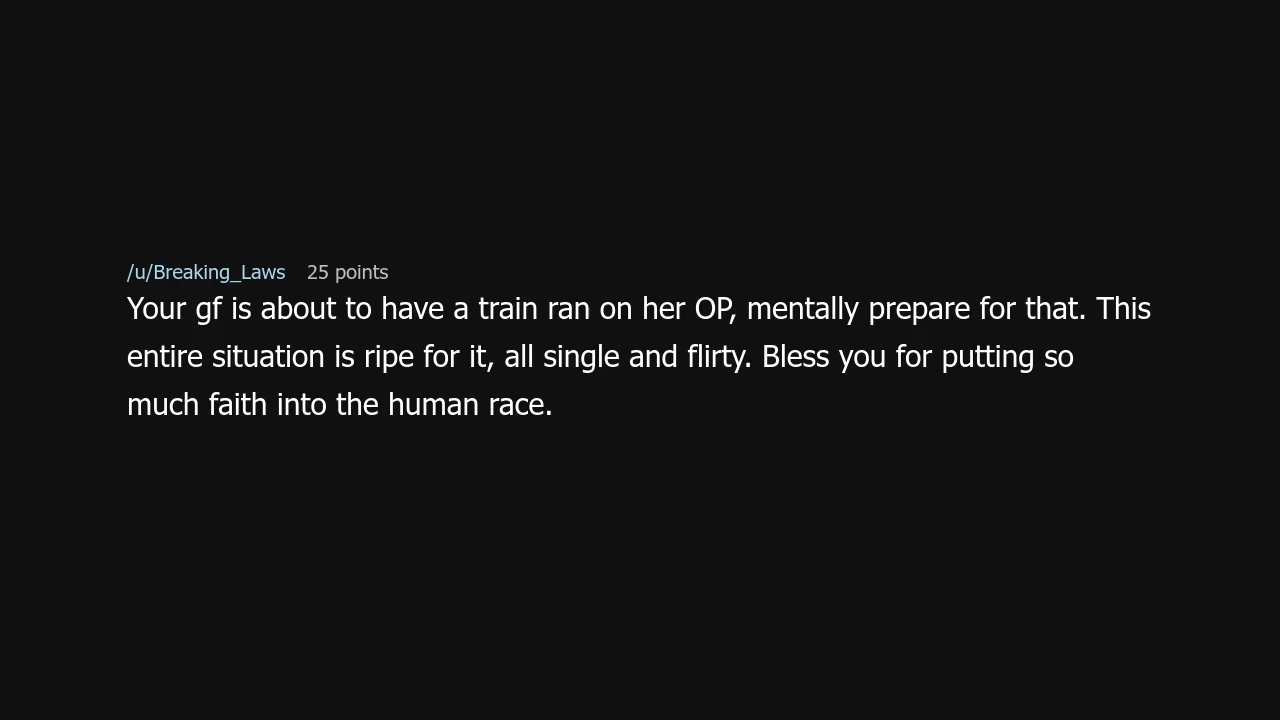 /u/Breaking_Laws 25 points
Your gf is about to have a train ran on her OP, mentally prepare for that. This
entire situation is ripe for it, all single and flirty. Bless you for putting so
much faith into the human race.